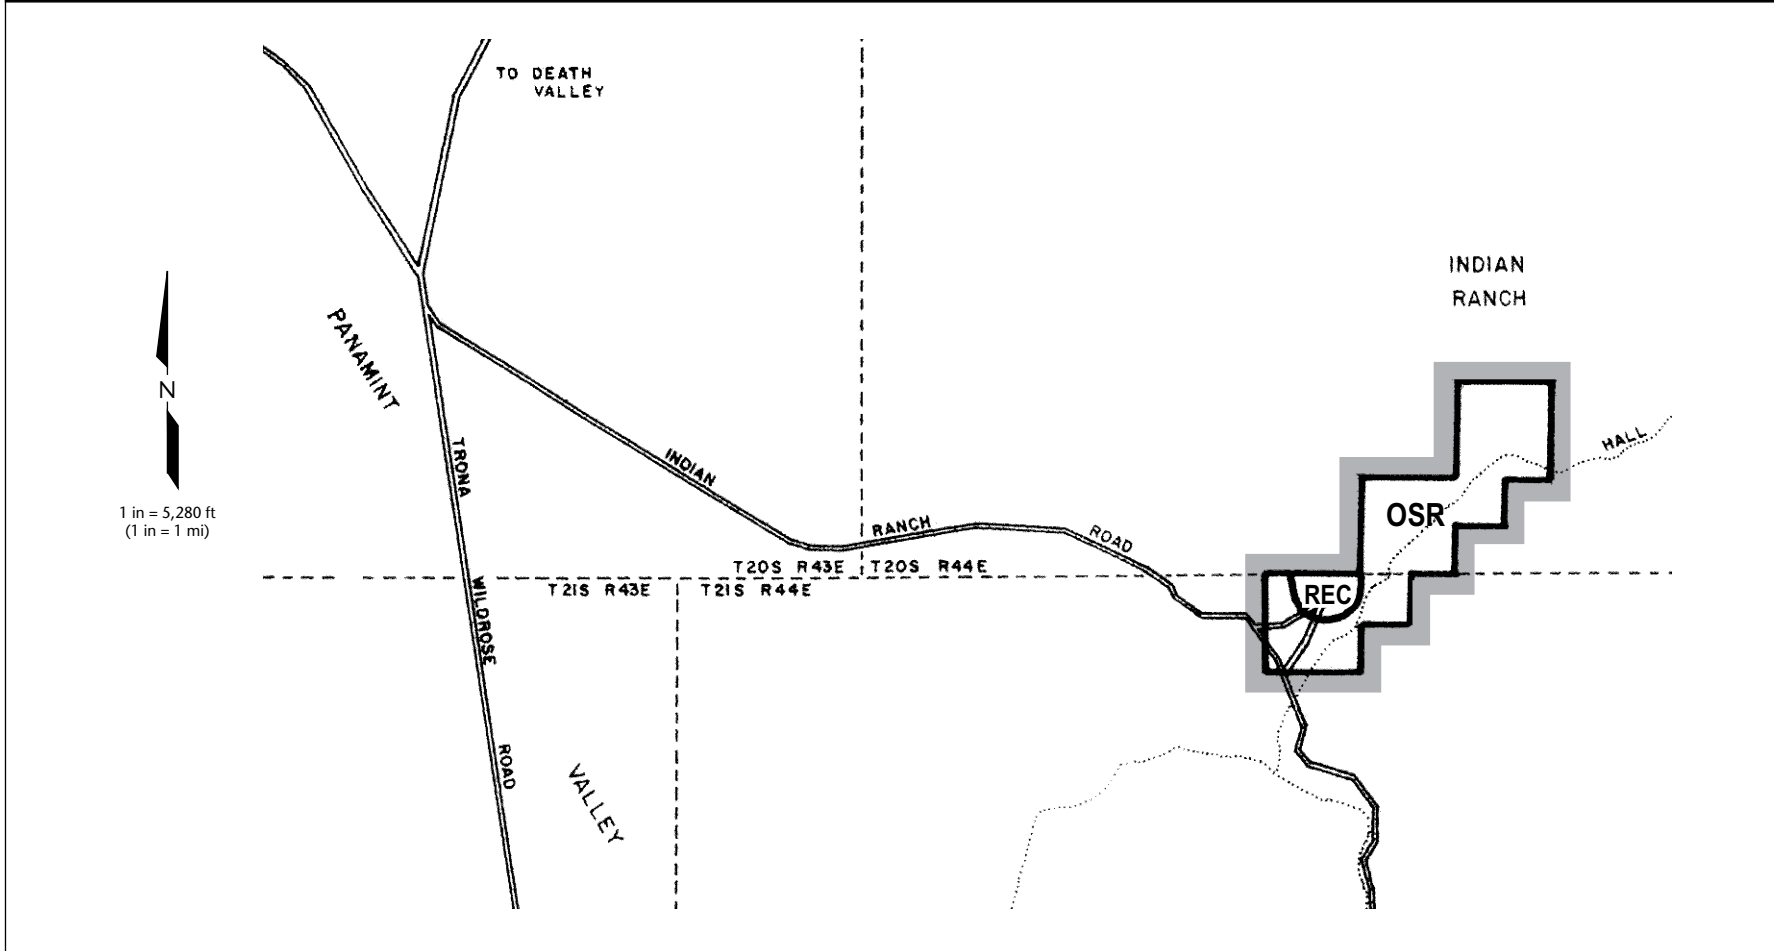 TO DEATH
VALLEY
INDIAN
RANCH
PANAMINT
N
HALL
TRONA
INDIAN
1 in = 5,280 ft
(1 in = 1 mi)
OSR
RANCH
ROAD
T20S R43E
T20S R44E
T21S R43E
T21S R44E
REC
WILDROSE
ROAD
VALLEY